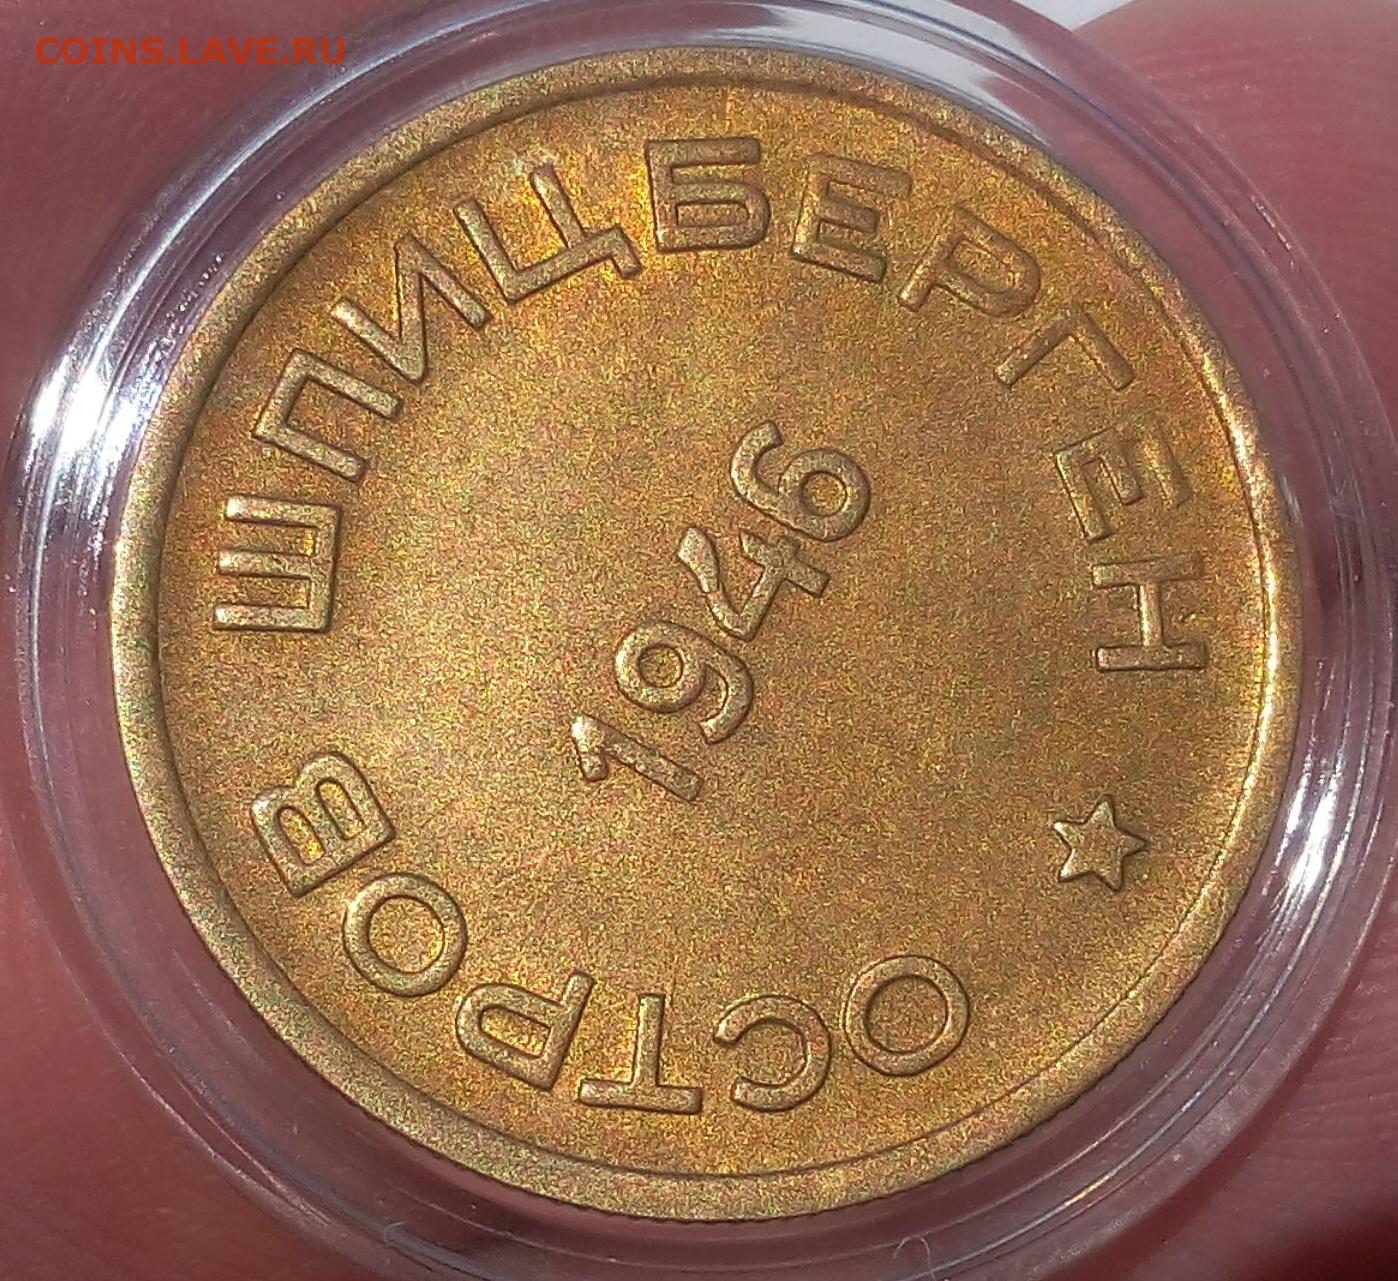 COINS.LAVE.RU
ОСТРОВ ШПИЦБЕРГЕН
1946